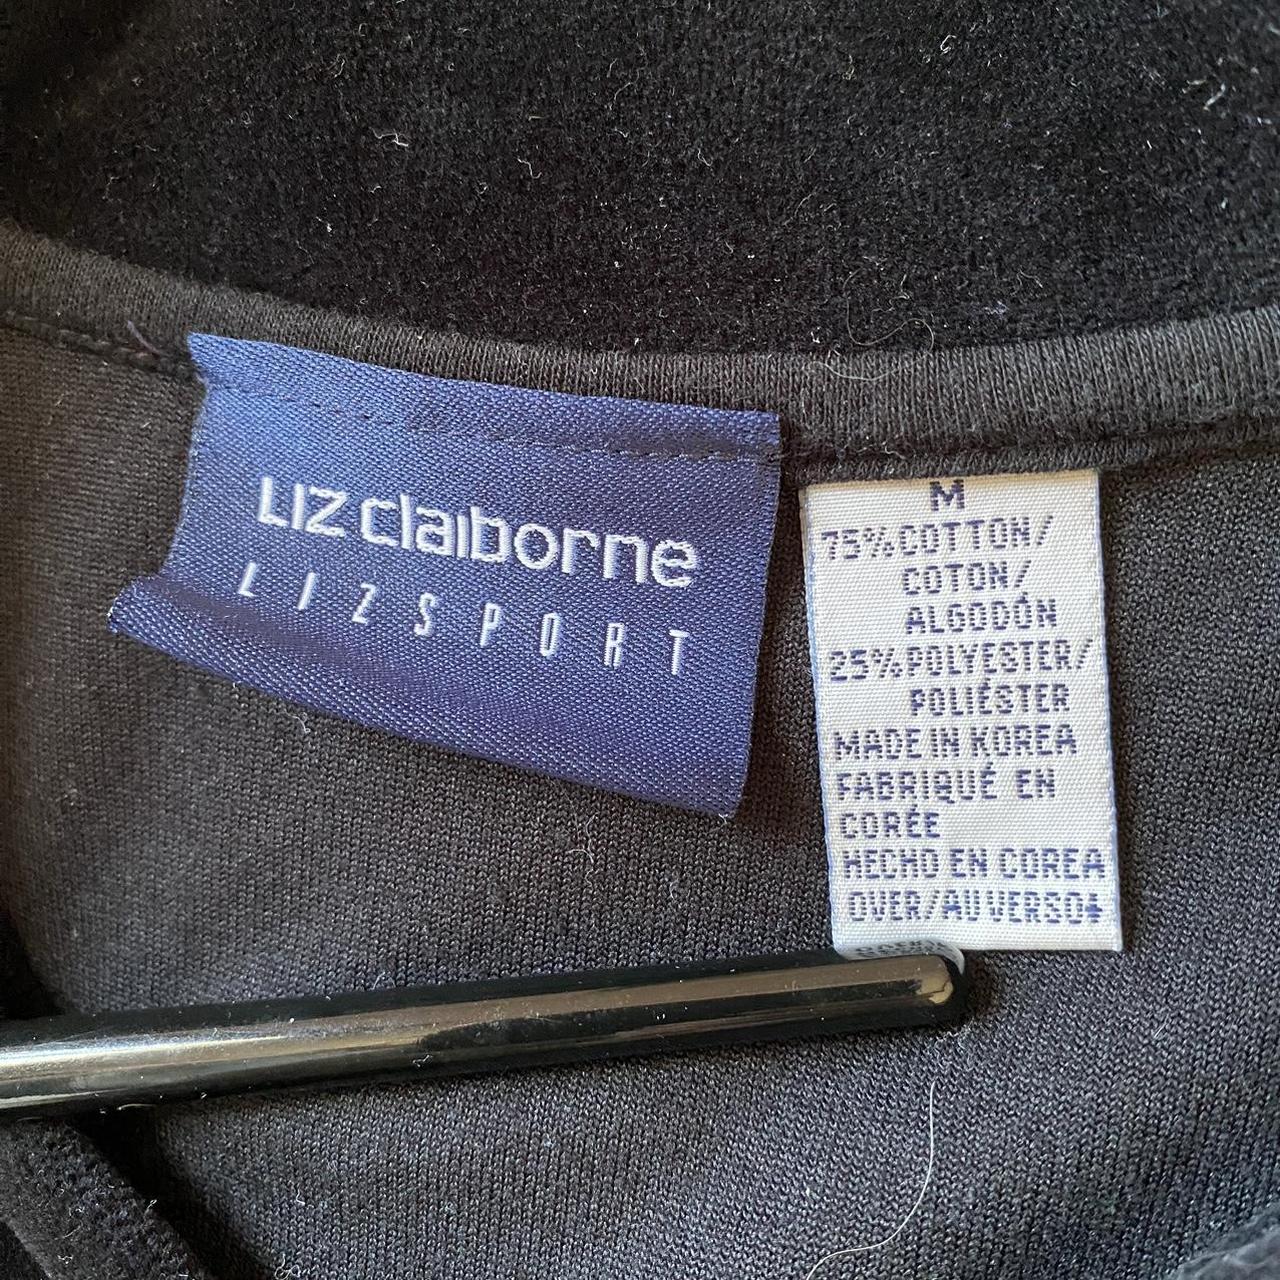 Liz claiborne
LIZSPORT
M
75% COTTON/
COTON/
ALGODÓN
25% POLYESTER/
POLIÉSTER
MADE IN KOREA
FABRIQUÉ EN
CORÉE
HECHO EN COREA
OVER/AU VERSO